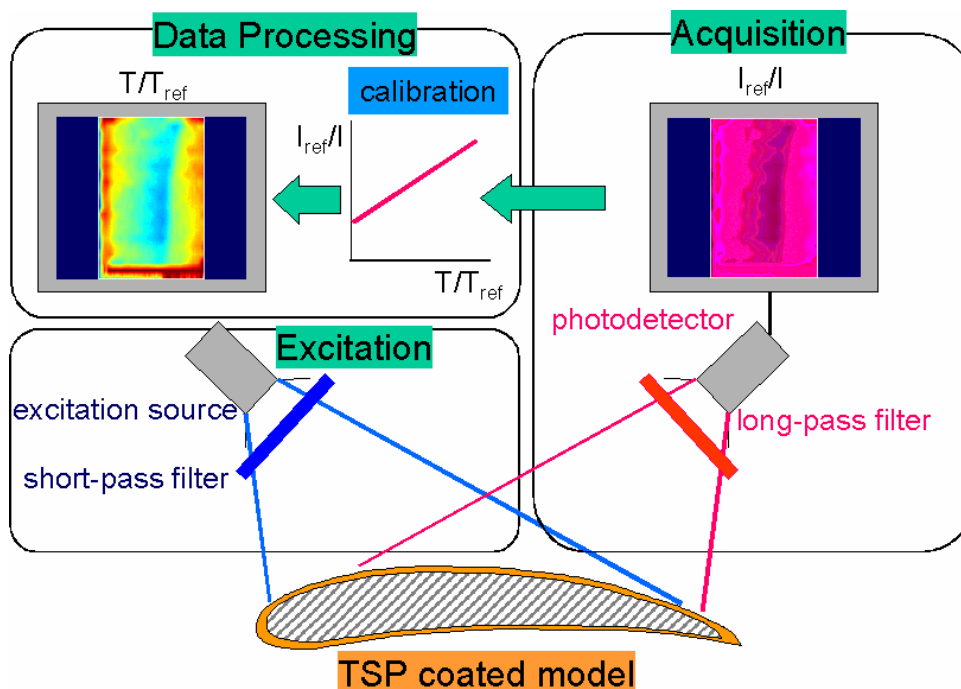 Data Processing
Acquisition
T/Tref
calibration
Iref/I
Iref/I
T/Tref
photodetector
Excitation
excitation source
long-pass filter
short-pass filter
TSP coated model